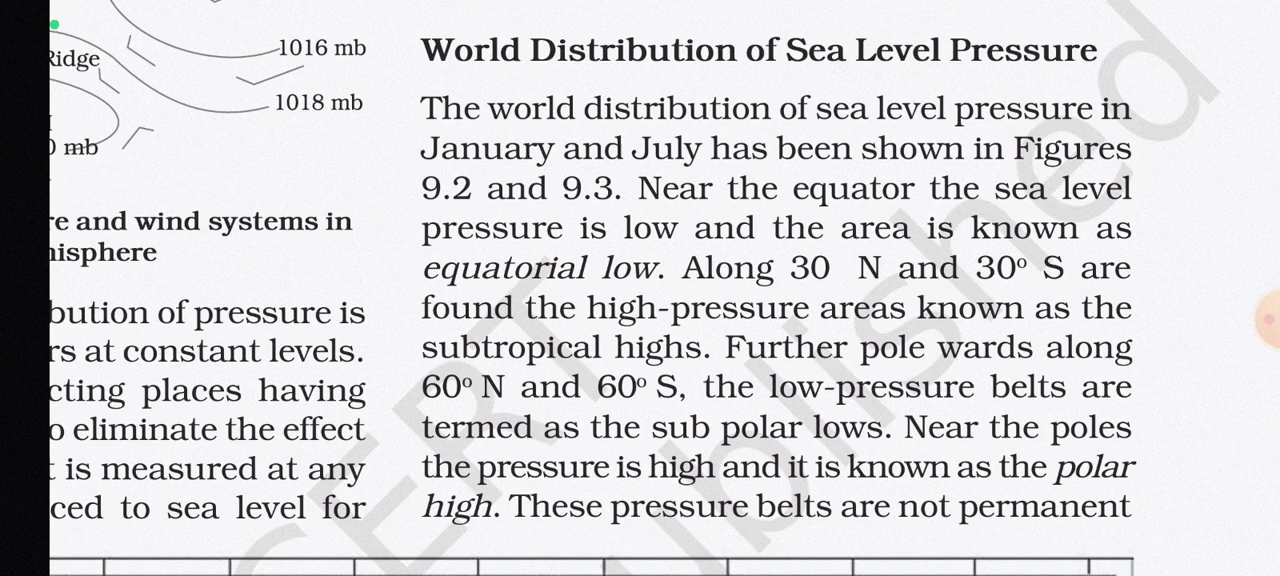 1016 mb
Ridge
1018 mb
mb
re and wind systems in
hisphere
bution of pressure is
rs at constant levels.
cting places having
o eliminate the effect
t is measured at any
ced to sea level for
World Distribution of Sea Level Pressure
The world distribution of sea level pressure in
January and July has been shown in Figures
9.2 and 9.3. Near the equator the sea level
pressure is low and the area is known as
equatorial low. Along 30 N and 30º S are
found the high-pressure areas known as the
subtropical highs. Further pole wards along
60º N and 60º S, the low-pressure belts are
termed as the sub polar lows. Near the poles
the pressure is high and it is known as the polar
high. These pressure belts are not permanent